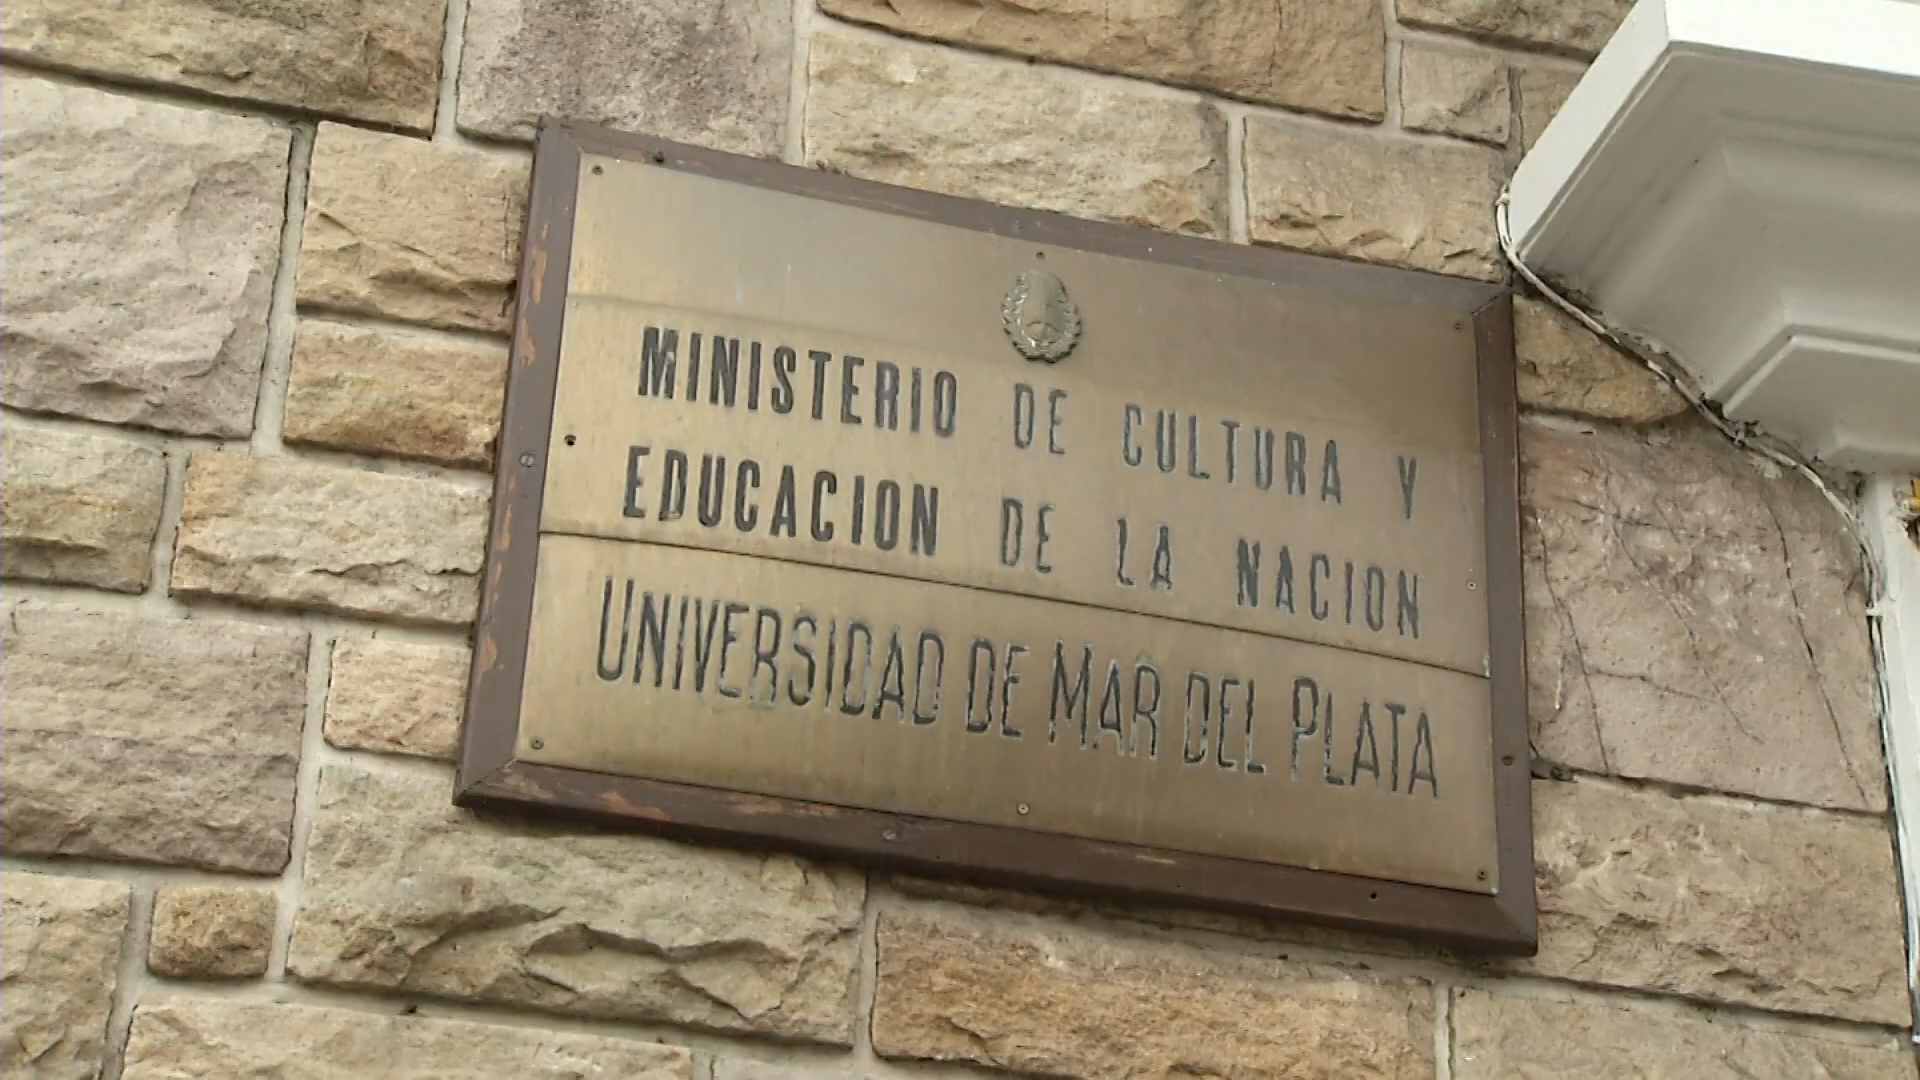 MINISTERIO DE CULTURA Y
EDUCACION DE LA NACION
UNIVERSIDAD DE MAR DEL PLATA